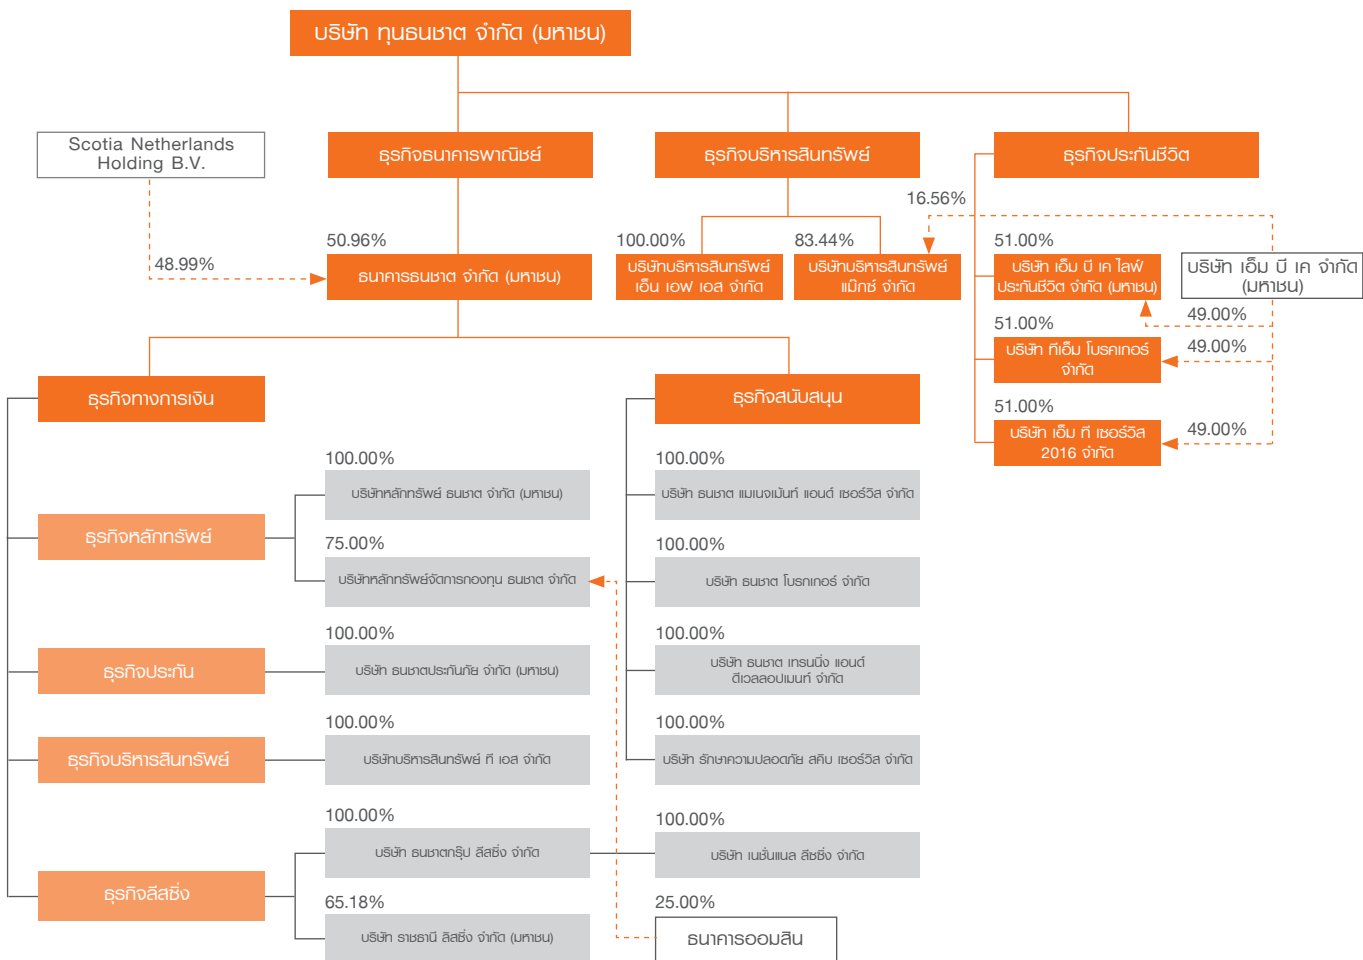 บริษัท ทุนธนชาต จำกัด (มหาชน)
Scotia Netherlands
Holding B.V.
ธุรกิจธนาคารพาณิชย์
ธุรกิจบริหารสินทรัพย์
ธุรกิจประกันชีวิต
48.99%
50.96%
ธนาคารธนชาต จำกัด (มหาชน)
100.00%
บริษัทบริหารสินทรัพย์
เอ็น เอฟ เอส จำกัด
83.44%
บริษัทบริหารสินทรัพย์
แม๊กซ์ จำกัด
16.56%
51.00%
บริษัท เอ็ม บี เค ไลฟ์
ประกันชีวิต จำกัด (มหาชน)
บริษัท เอ็ม บี เค จำกัด
(มหาชน)
49.00%
51.00%
บริษัท ทีเอ็ม โบรคเกอร์
จำกัด
49.00%
51.00%
บริษัท เอ็ม ที เซอร์วิส
2016 จำกัด
49.00%
ธุรกิจทางการเงิน
ธุรกิจสนับสนุน
ธุรกิจหลักทรัพย์
100.00%
บริษัทหลักทรัพย์ ธนชาต จำกัด (มหาชน)
75.00%
บริษัทหลักทรัพย์จัดการกองทุน ธนชาต จำกัด
ธุรกิจประกัน
100.00%
บริษัท ธนชาตประกันภัย จำกัด (มหาชน)
ธุรกิจบริหารสินทรัพย์
100.00%
บริษัทบริหารสินทรัพย์ ที เอส จำกัด
ธุรกิจลีสซิ่ง
100.00%
บริษัท ธนชาตกรุ๊ป ลีสซิ่ง จำกัด
65.18%
บริษัท ราชธานี ลิสซิ่ง จำกัด (มหาชน)
100.00%
บริษัท ธนชาต แมเนจเม้นท์ แอนด์ เซอร์วิส จำกัด
100.00%
บริษัท ธนชาต โบรกเกอร์ จำกัด
100.00%
บริษัท ธนชาต เทรนนิ่ง แอนด์
ดีเวลลอปเมนท์ จำกัด
100.00%
บริษัท รักษาความปลอดภัย สคิบ เซอร์วิส จำกัด
100.00%
บริษัท เนชั่นแนล ลีซซิ่ง จำกัด
25.00%
ธนาคารออมสิน